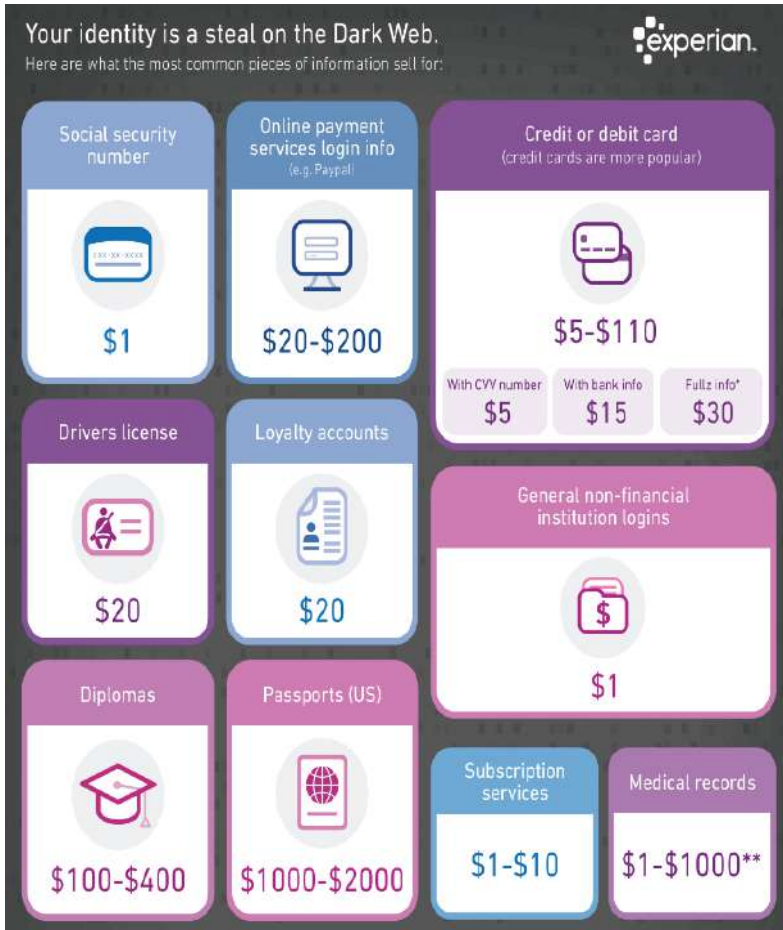 Your identity is a steal on the Dark Web.
Here are what the most common pieces of information sell for:
experian.
Social security
number
XXX-XX-XXXX
$1
Online payment
services login info
(e.g. Paypal)
$20-$200
Credit or debit card
(credit cards are more popular)
$5-$110
With CVV number
$5
With bank info
$15
Fullz info*
$30
Drivers license
$20
Loyalty accounts
$20
General non-financial
institution logins
$
$1
Diplomas
$100-$400
Passports (US)
$1000-$2000
Subscription
services
$1-$10
Medical records
$1-$1000**